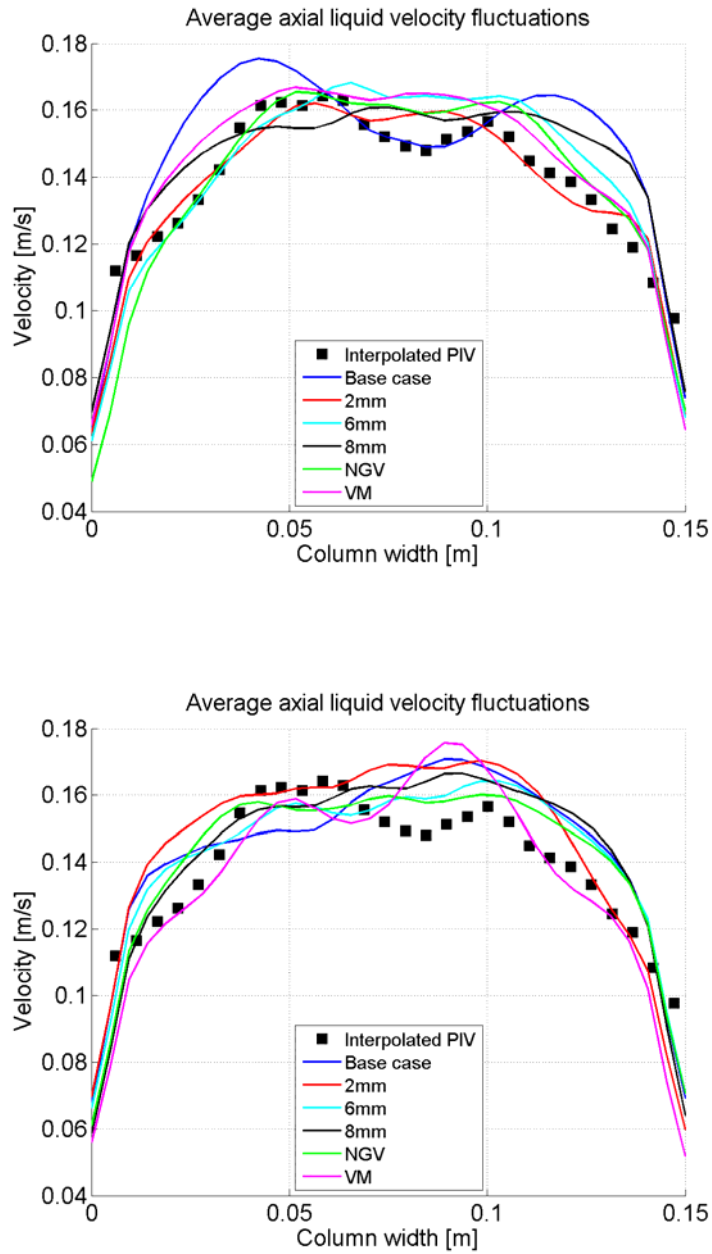 Average axial liquid velocity fluctuations
0.18
0.16
0.14
0.12
0.1
0.08
0.06
0.04
Velocity [m/s]
Interpolated PIV
Base case
2mm
6mm
8mm
NGV
VM
0 0.05 0.1 0.15
Column width [m]
Average axial liquid velocity fluctuations
0.18
0.16
0.14
0.12
0.1
0.08
0.06
0.04
Velocity [m/s]
Interpolated PIV
Base case
2mm
6mm
8mm
NGV
VM
0 0.05 0.1 0.15
Column width [m]